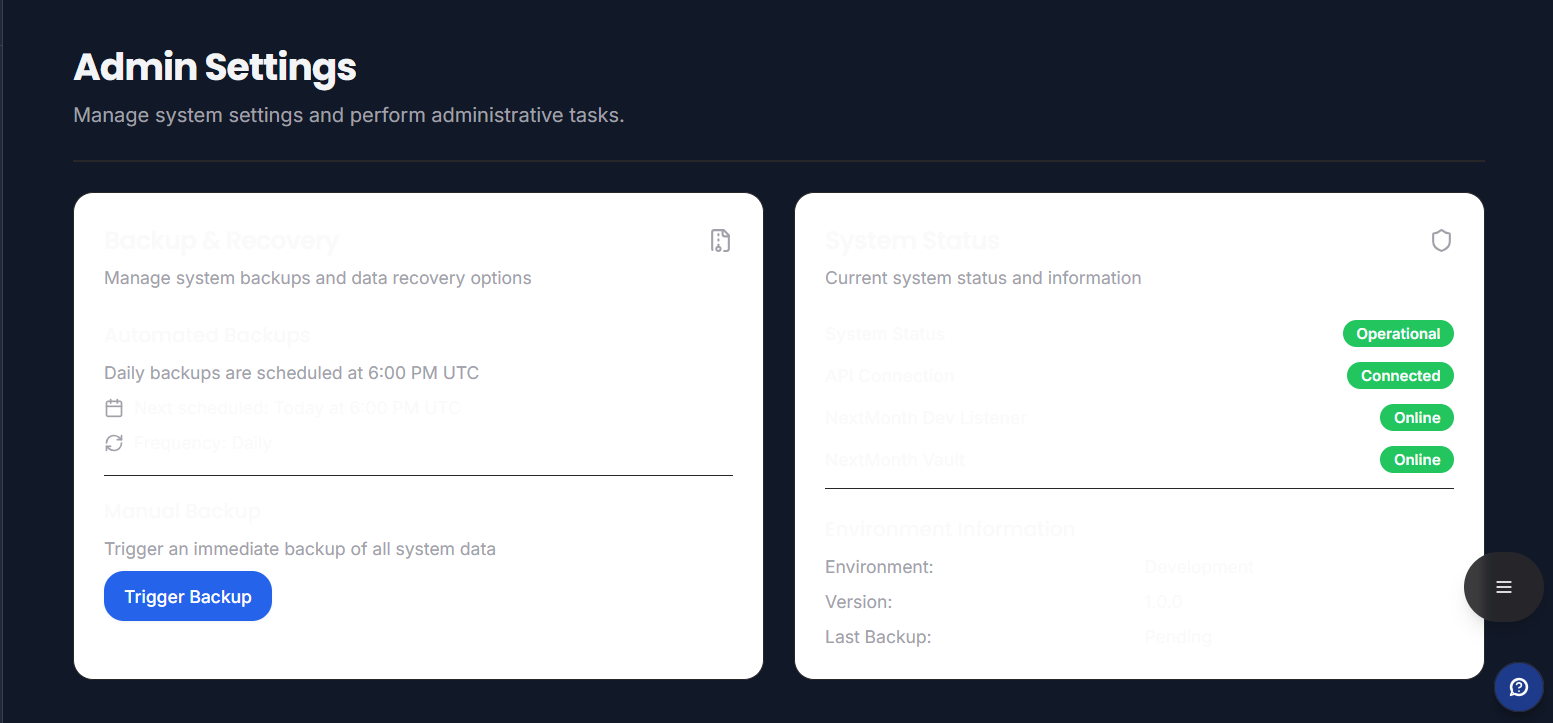 Admin Settings
Manage system settings and perform administrative tasks.
Backup & Recovery
Manage system backups and data recovery options
Automated Backups
Daily backups are scheduled at 6:00 PM UTC
Next scheduled: Today at 6:00 PM UTC
Frequency: Daily
Manual Backup
Trigger an immediate backup of all system data
Trigger Backup
System Status
Current system status and information
System Status Operational
API Connection Connected
NextMonth Dev Listener Online
NextMonth Vault Online
Environment Information
Environment: Development
Version: 1.0.0
Last Backup: Pending